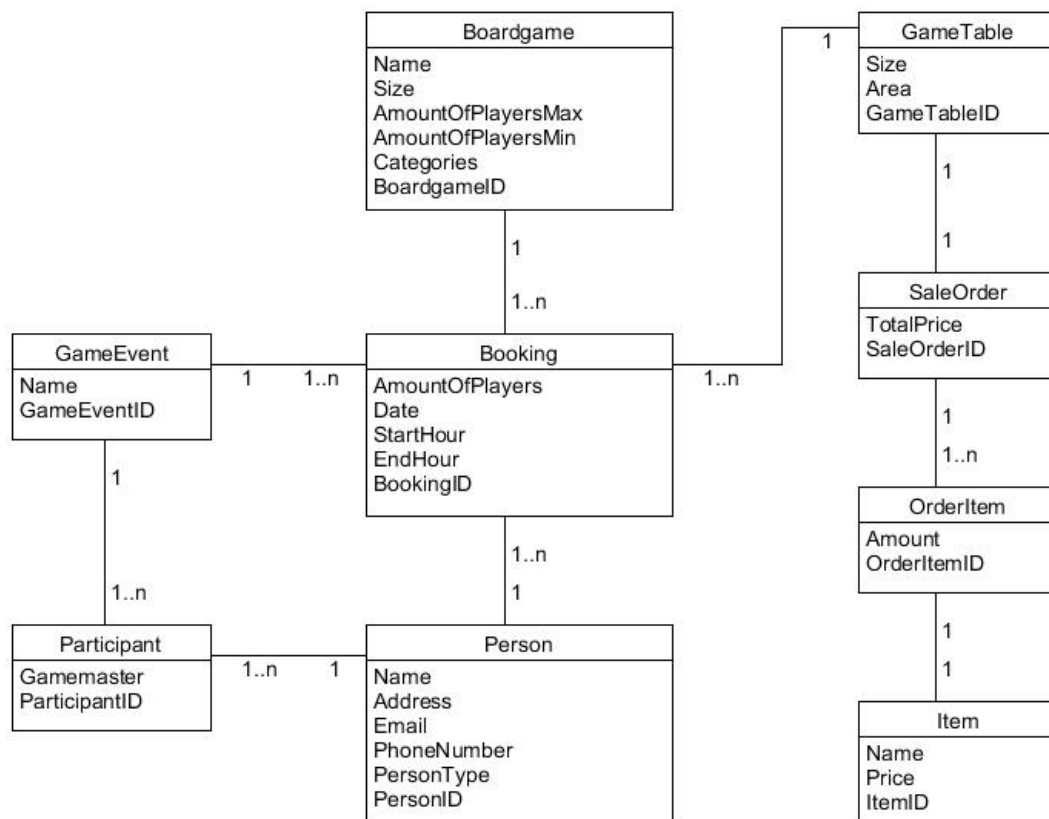 Boardgame
Name
Size
AmountOfPlayersMax
AmountOfPlayersMin
Categories
BoardgameID
1
1..n
GameTable
Size
Area
GameTableID
1
1
1
SaleOrder
TotalPrice
SaleOrderID
1
1..n
GameEvent
Name
GameEventID
1
1..n
1
1..n
Booking
AmountOfPlayers
Date
StartHour
EndHour
BookingID
1..n
1..n
1
OrderItem
Amount
OrderItemID
1
1
Participant
Gamemaster
ParticipantID
1..n
1
Person
Name
Address
Email
PhoneNumber
PersonType
PersonID
Item
Name
Price
ItemID